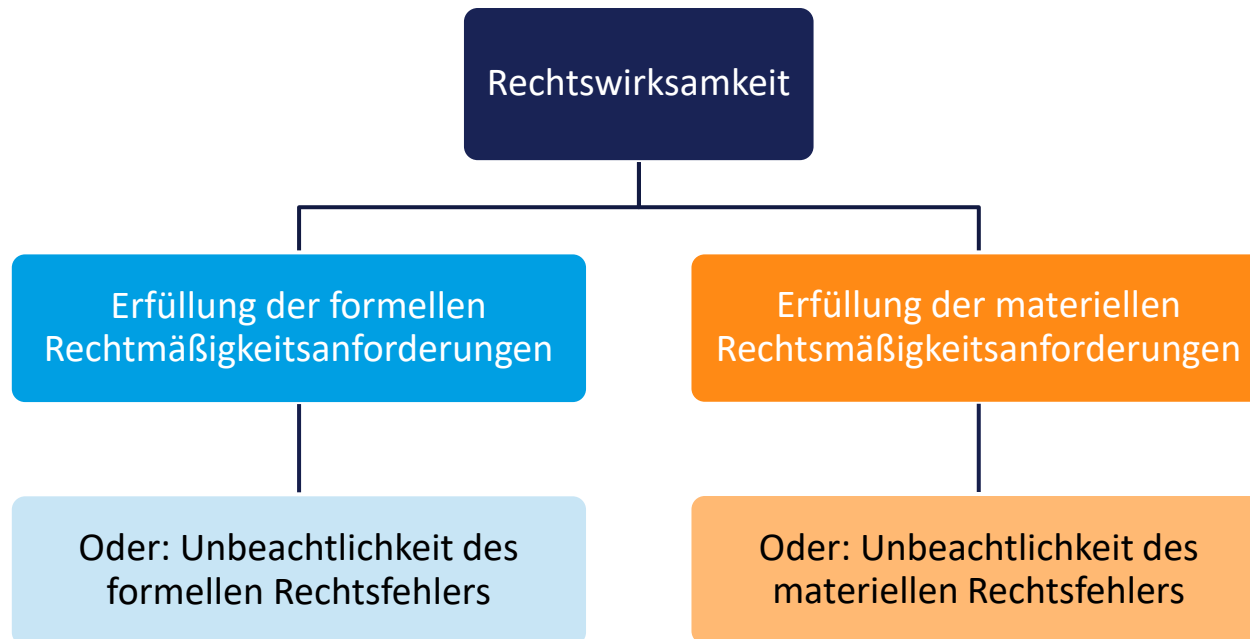 Rechtswirksamkeit
Erfüllung der formellen
Rechtmäßigkeitsanforderungen
Erfüllung der materiellen
Rechtsmäßigkeitsanforderungen
Oder: Unbeachtlichkeit des
formellen Rechtsfehlers
Oder: Unbeachtlichkeit des
materiellen Rechtsfehlers